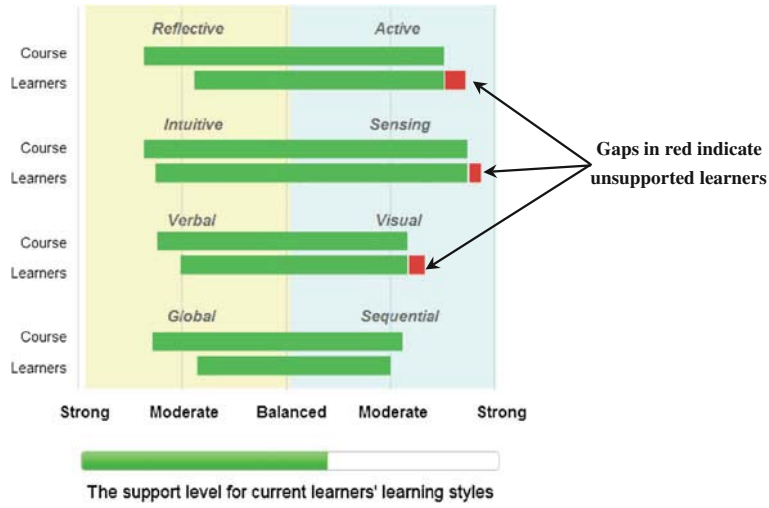 Reflective Active
Course
Learners
Intuitive Sensing
Course
Learners
Gaps in red indicate
unsupported learners
Verbal Visual
Course
Learners
Global Sequential
Course
Learners
Strong Moderate Balanced Moderate Strong
The support level for current learners' learning styles